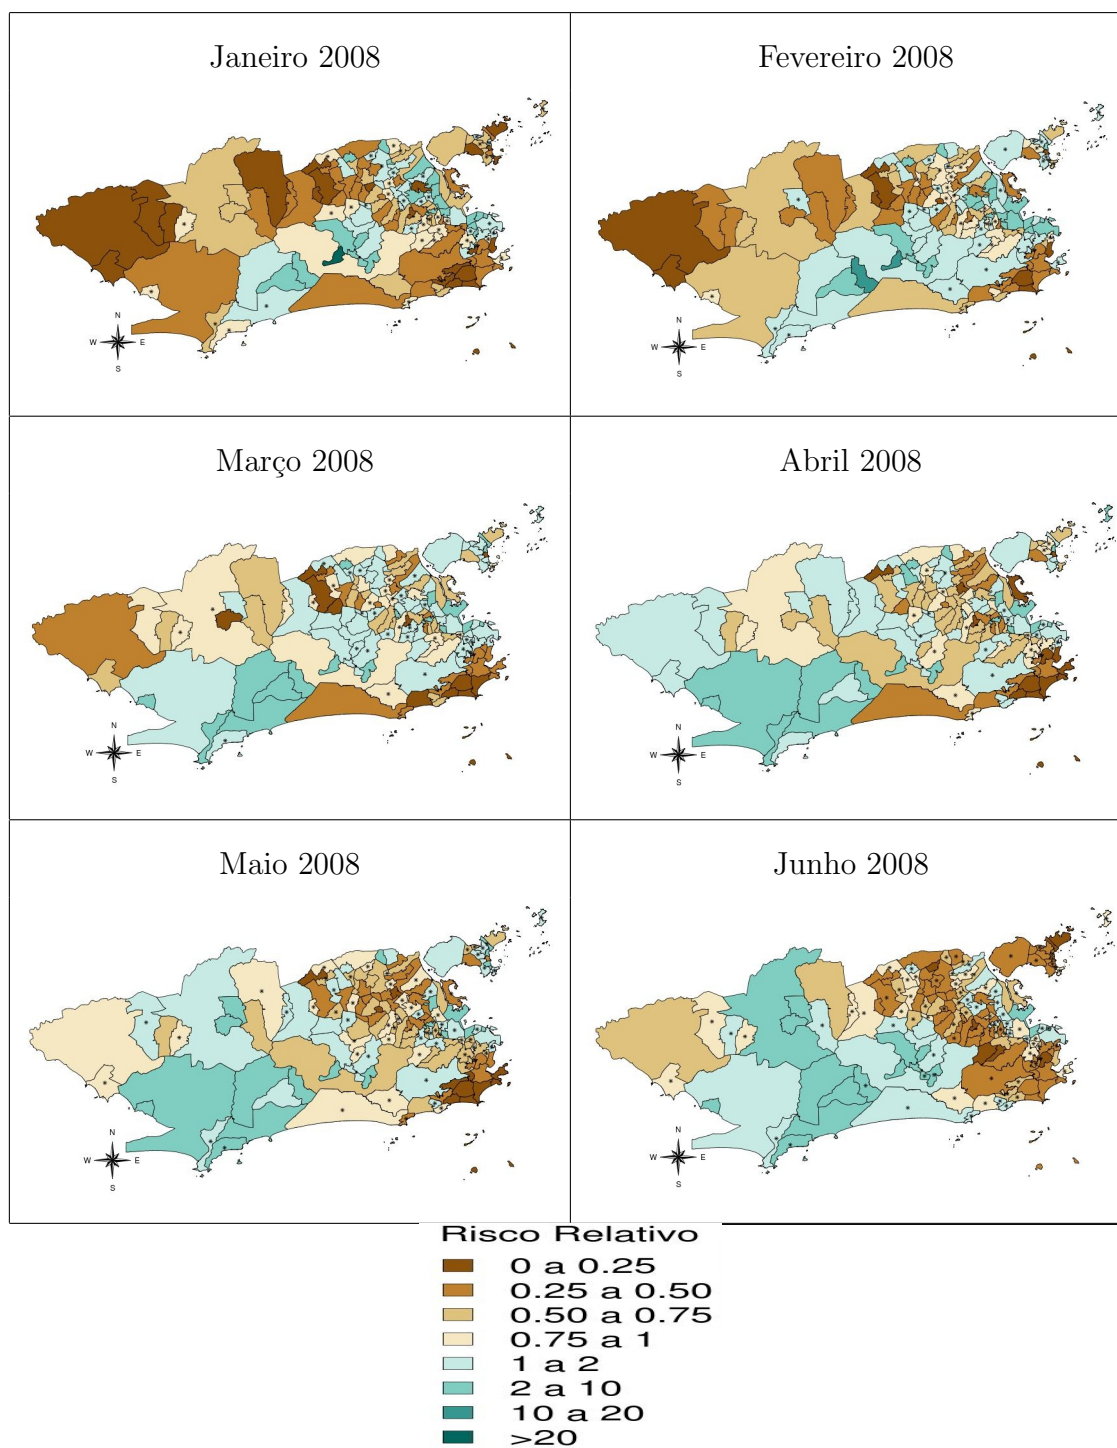 Janeiro 2008
Fevereiro 2008
N
W E
S
N
W E
S
Março 2008
Abril 2008
N
W E
S
N
W E
S
Maio 2008
Junho 2008
N
W E
S
N
W E
S
Risco Relativo
0 a 0.25
0.25 a 0.50
0.50 a 0.75
0.75 a 1
1 a 2
2 a 10
10 a 20
>20